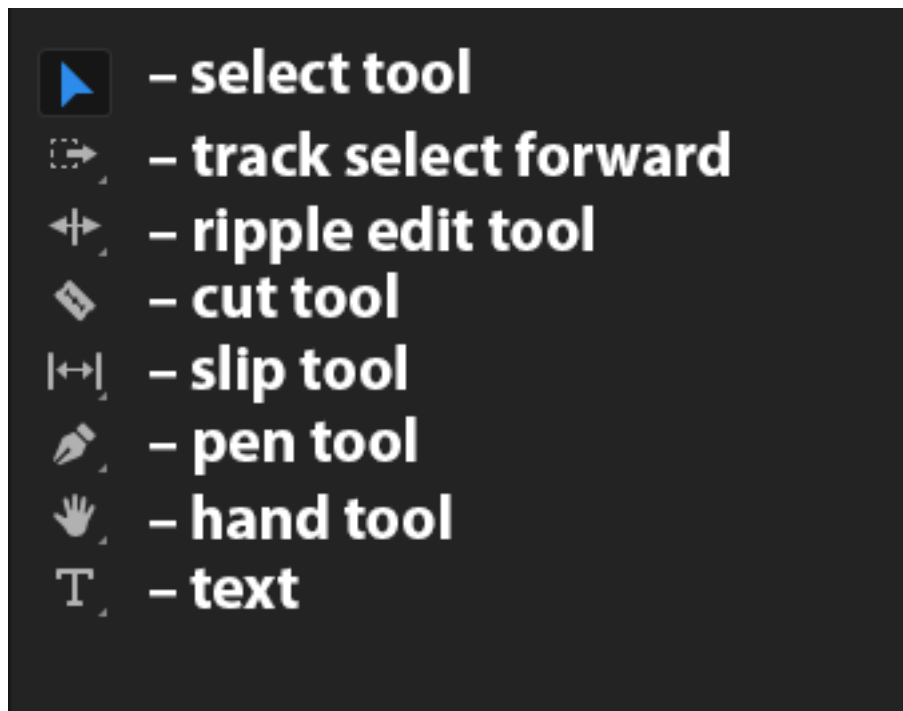 – select tool
– track select forward
– ripple edit tool
– cut tool
– slip tool
– pen tool
– hand tool
– text